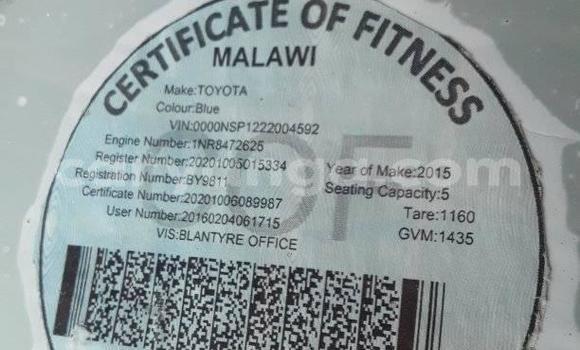 CERTIFICATE OF FITNESS
MALAWI
Make:TOYOTA
Colour:Blue
VIN:0000NSP1222004592
Engine Number:1NR8472625
Register Number:20201005015334
Registration Number:BY9811
Certificate Number:20201006089987
User Number:20160204061715
VIS:BLANTYRE OFFICE
Year of Make:2015
Seating Capacity:5
Tare:1160
GVM:1435
COF